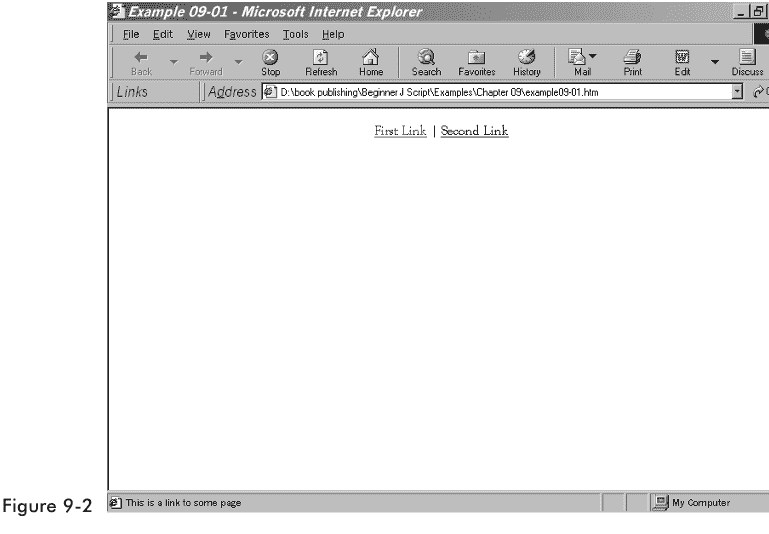 Example 09-01 - Microsoft Internet Explorer
File Edit View Favorites Tools Help
Back Forward Stop Refresh Home Search Favorites History Mail Print Edit Discuss
Links Address D:\book publishing\Beginner J Script\Examples\Chapter 09\example09-01.htm
First Link | Second Link
Figure 9-2 This is a link to some page My Computer